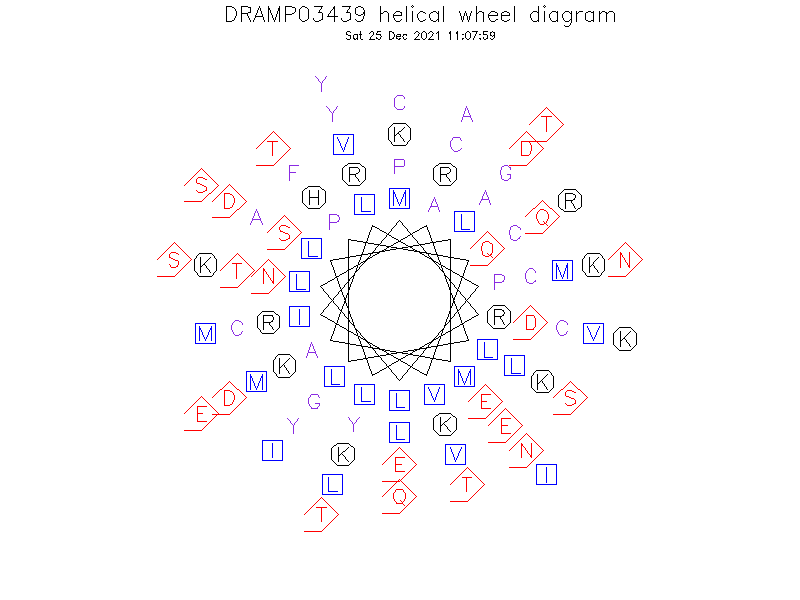 DRAMP03439 helical wheel diagram
Sat 25 Dec 2021 11:07:59
Y
C
Y A
T
K
V C
T D
P
F R R G
S
H M A
D L A R
A P L Q
S C
L Q
S K T N L P C M K N
M C R I R D C V K
A L
K L
M L M K
D G L L V E S
E
Y Y L K E
I K V N
E
I
L T
Q
T